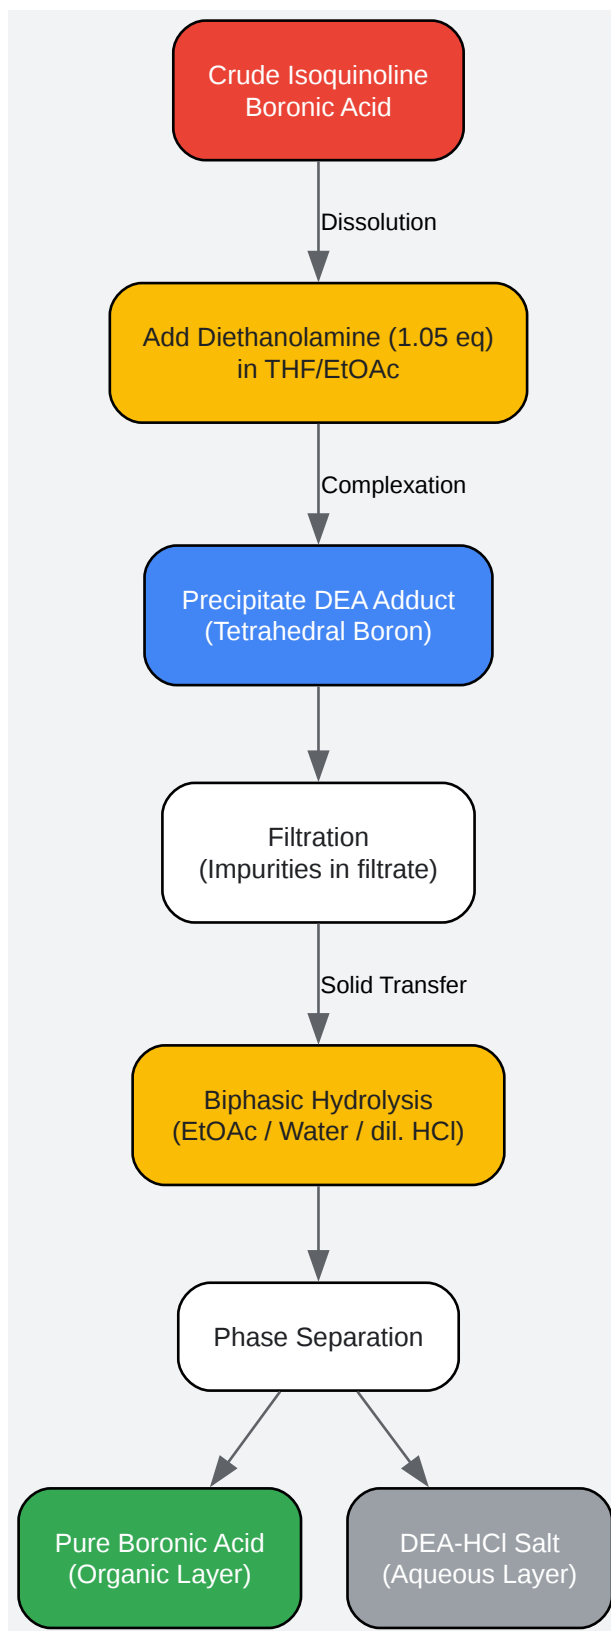 Crude Isoquinoline
Boronic Acid
Dissolution
Add Diethanolamine (1.05 eq)
in THF/EtOAc
Complexation
Precipitate DEA Adduct
(Tetrahedral Boron)
Filtration
(Impurities in filtrate)
Solid Transfer
Biphasic Hydrolysis
(EtOAc / Water / dil. HCl)
Phase Separation
Pure Boronic Acid
(Organic Layer)
DEA-HCl Salt
(Aqueous Layer)